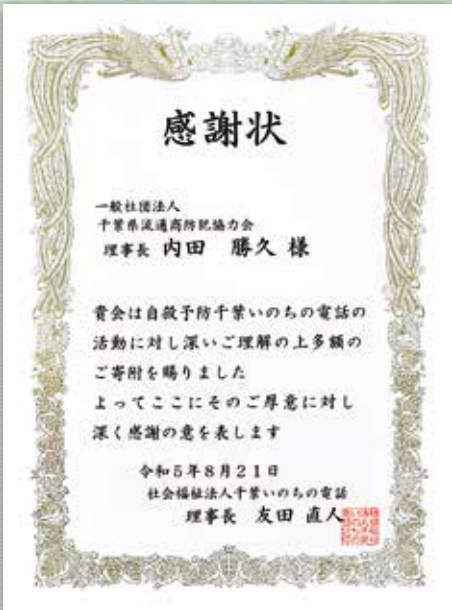 感謝状
一般社団法人
千葉県流通商防犯協力会
理事長 内田 勝久 様
貴会は自殺予防千葉いのちの電話の
活動に対し深いご理解の上多額の
ご寄附を賜りました
よってここにそのご厚意に対し
深く感謝の意を表します
令和5年8月21日
社会福祉法人千葉いのちの電話
理事長 友田 直人